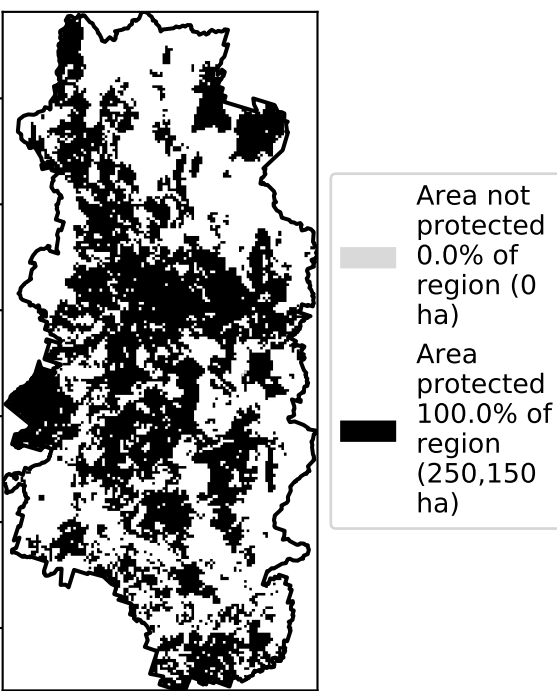 Area not
protected
0.0% of
region (0
ha)
Area
protected
100.0% of
region
(250,150
ha)